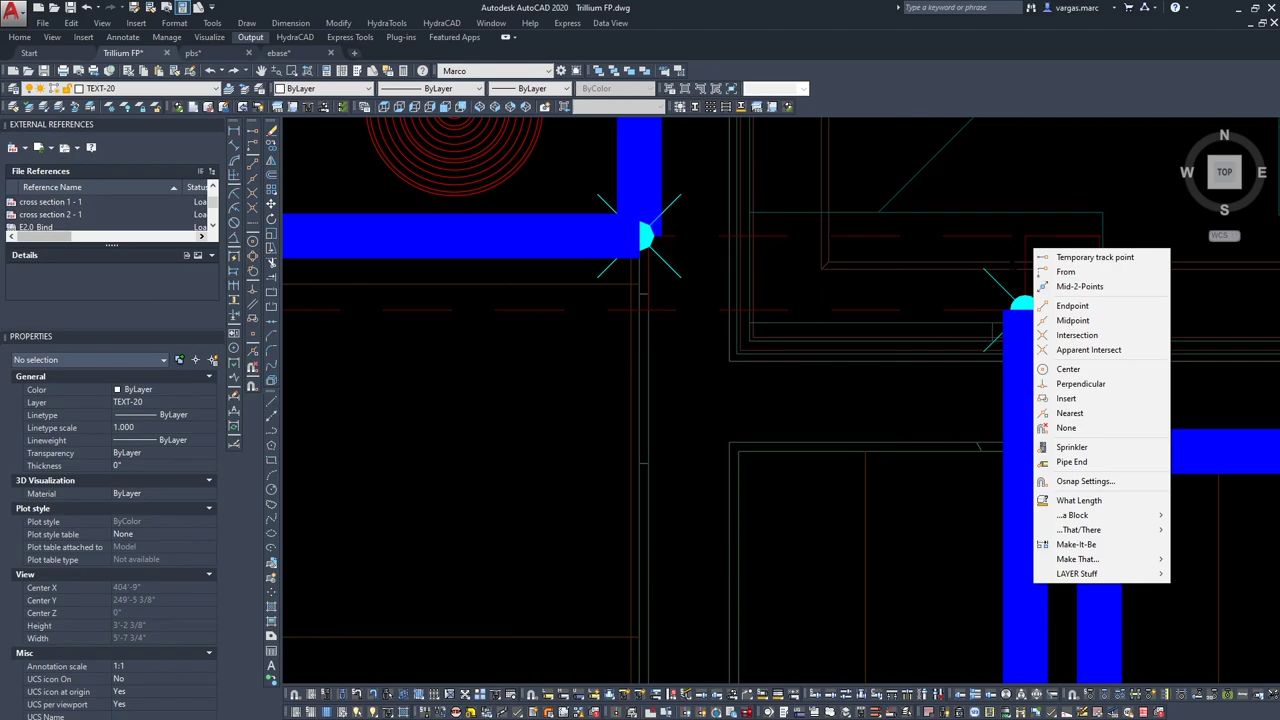 Autodesk AutoCAD 2020 Trillium FP.dwg
Type a keyword or phrase
vargas.marc
File Edit View Insert Format Tools Draw Dimension Modify HydraTools HydraCAD Window Help Express Data View
Home View Insert Annotate Manage Output HydraCAD Express Tools Plug-ins Featured Apps
Start Trillium FP* pbs* ebase*
Marco
TEXT-20 ByLayer ByLayer ByLayer ByColor
EXTERNAL REFERENCES
File References
Reference Name Status
cross section 1 - 1 Loa
cross section 2 - 1 Loa
E2.0 Bind Loa
Details
PROPERTIES
No selection
General
Color ByLayer
Layer TEXT-20
Linetype ByLayer
Linetype scale 1.000
Lineweight ByLayer
Transparency ByLayer
Thickness 0"
3D Visualization
Material ByLayer
Plot style
Plot style ByColor
Plot style table None
Plot table attached to Model
Plot table type Not available
View
Center X 404'-9"
Center Y 249'-5 3/8"
Center Z 0"
Height 3'-2 3/8"
Width 5'-7 3/4"
Misc
Annotation scale 1:1
UCS icon On No
UCS icon at origin Yes
UCS per viewport Yes
UCS Name
N
W TOP E
S
WCS
Temporary track point
From
Mid-2-Points
Endpoint
Midpoint
Intersection
Apparent Intersect
Center
Perpendicular
Insert
Nearest
None
Sprinkler
Pipe End
Osnap Settings...
What Length
...a Block
...That/There
Make-It-Be
Make That...
LAYER Stuff